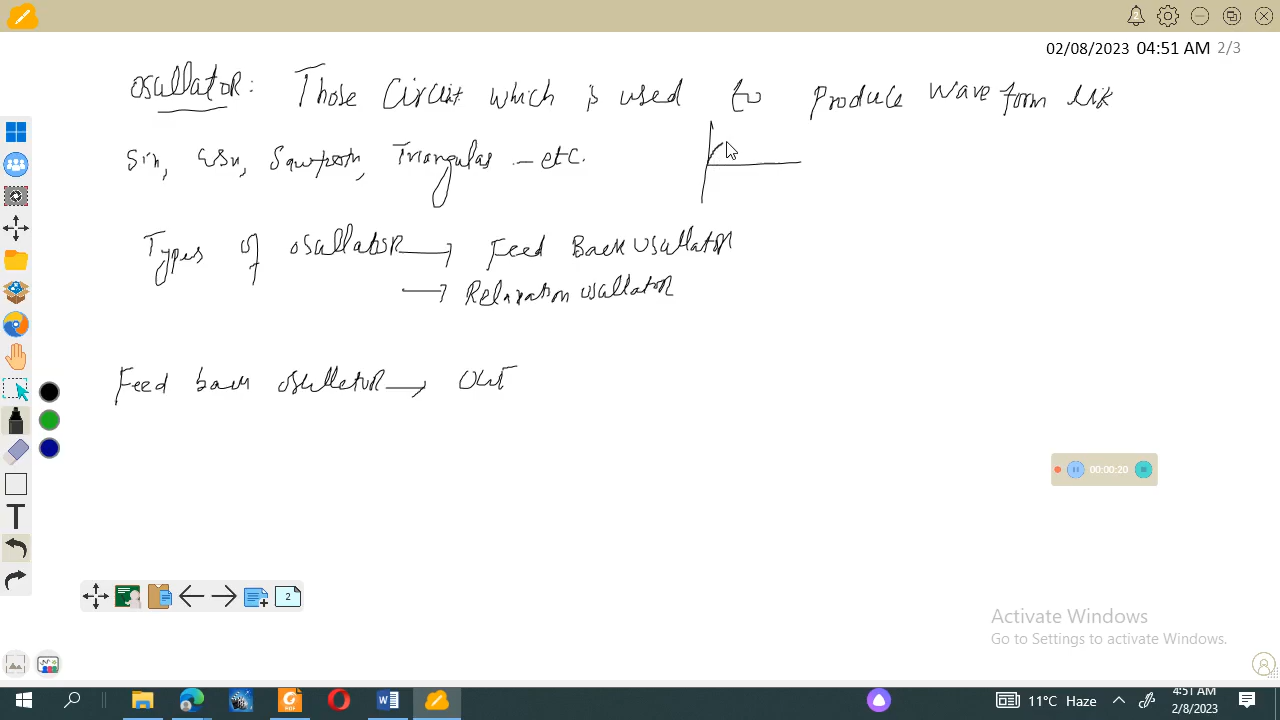 02/08/2023 04:51 AM 2/3
Oscillator: Those Circuit which is used to produce wave form like
Sin, Cosn, Sawtooth, Triangular - etc.
Types of oscillator → Feed Back oscillator
→ Relaxation oscillator
Feed back oscillator → out
00:00:20
T
2
Activate Windows
Go to Settings to activate Windows.
11°C Haze
4:51 AM
2/8/2023